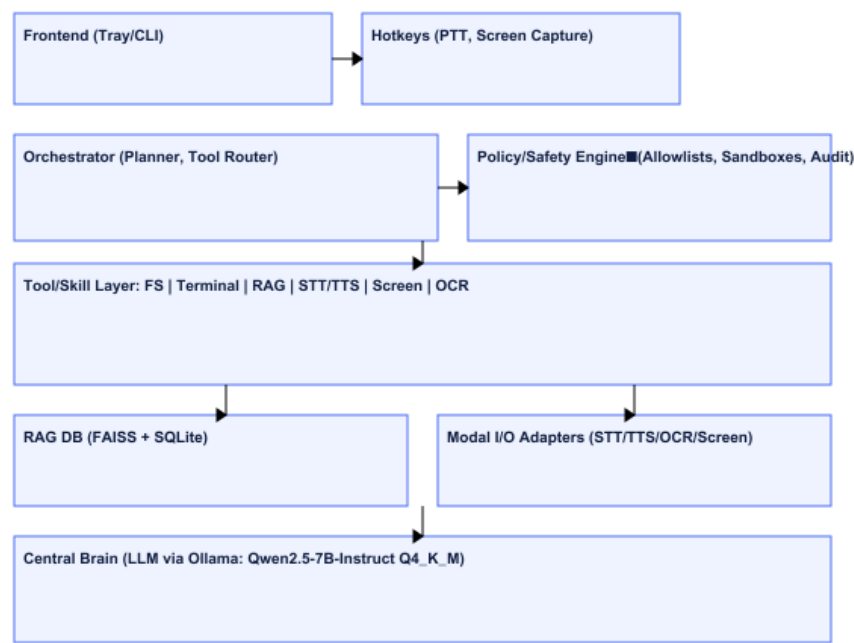 Frontend (Tray/CLI)
Hotkeys (PTT, Screen Capture)
Orchestrator (Planner, Tool Router)
Policy/Safety Engine■(Allowlists, Sandboxes, Audit)
Tool/Skill Layer: FS | Terminal | RAG | STT/TTS | Screen | OCR
RAG DB (FAISS + SQLite)
Modal I/O Adapters (STT/TTS/OCR/Screen)
Central Brain (LLM via Ollama: Qwen2.5-7B-Instruct Q4_K_M)